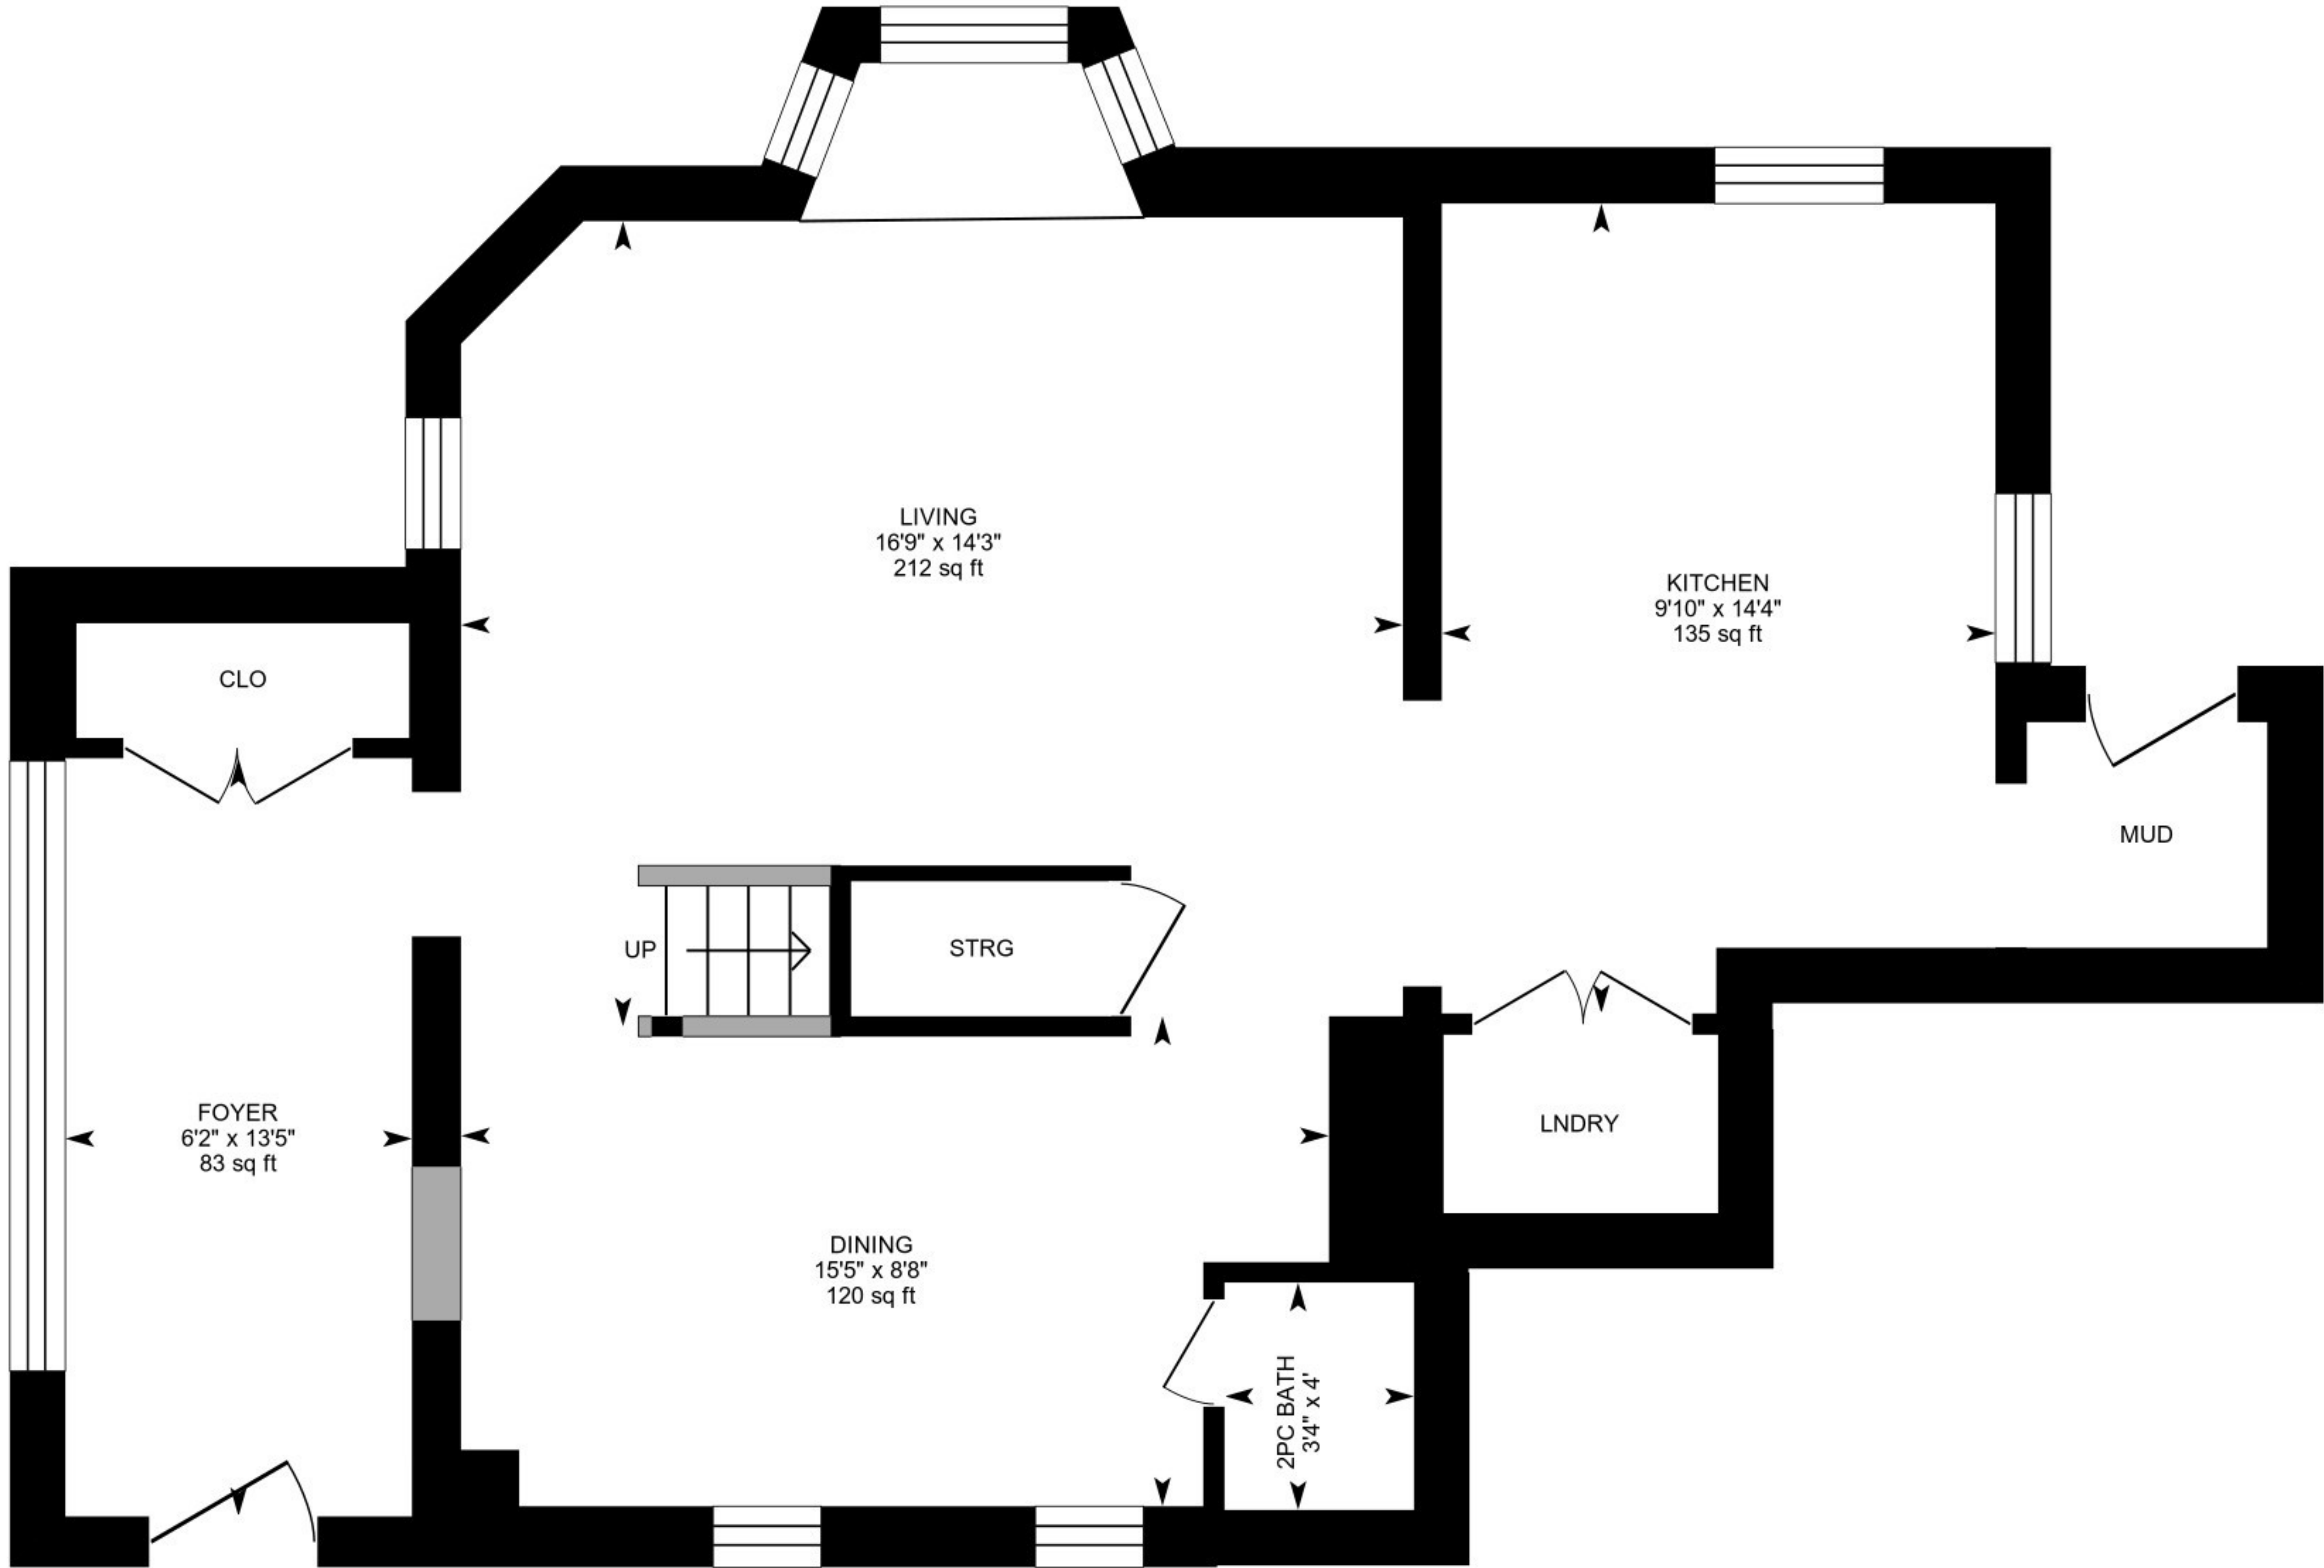 LIVING
16'9" x 14'3"
212 sq ft
KITCHEN
9'10" x 14'4"
135 sq ft
CLO
MUD
UP
STRG
FOYER
6'2" x 13'5"
83 sq ft
LNDRY
DINING
15'5" x 8'8"
120 sq ft
2PC BATH
3'4" x 4'